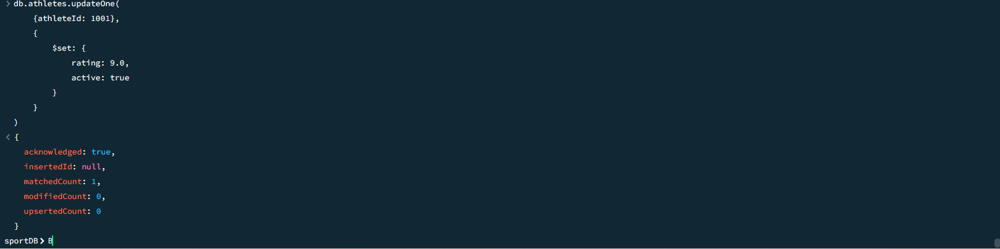 > db.athletes.updateOne(
    {athleteId: 1001},
    {
        $set: {
            rating: 9.0,
            active: true
        }
    }
)
< {
  acknowledged: true,
  insertedId: null,
  matchedCount: 1,
  modifiedCount: 0,
  upsertedCount: 0
}
sportDB> B